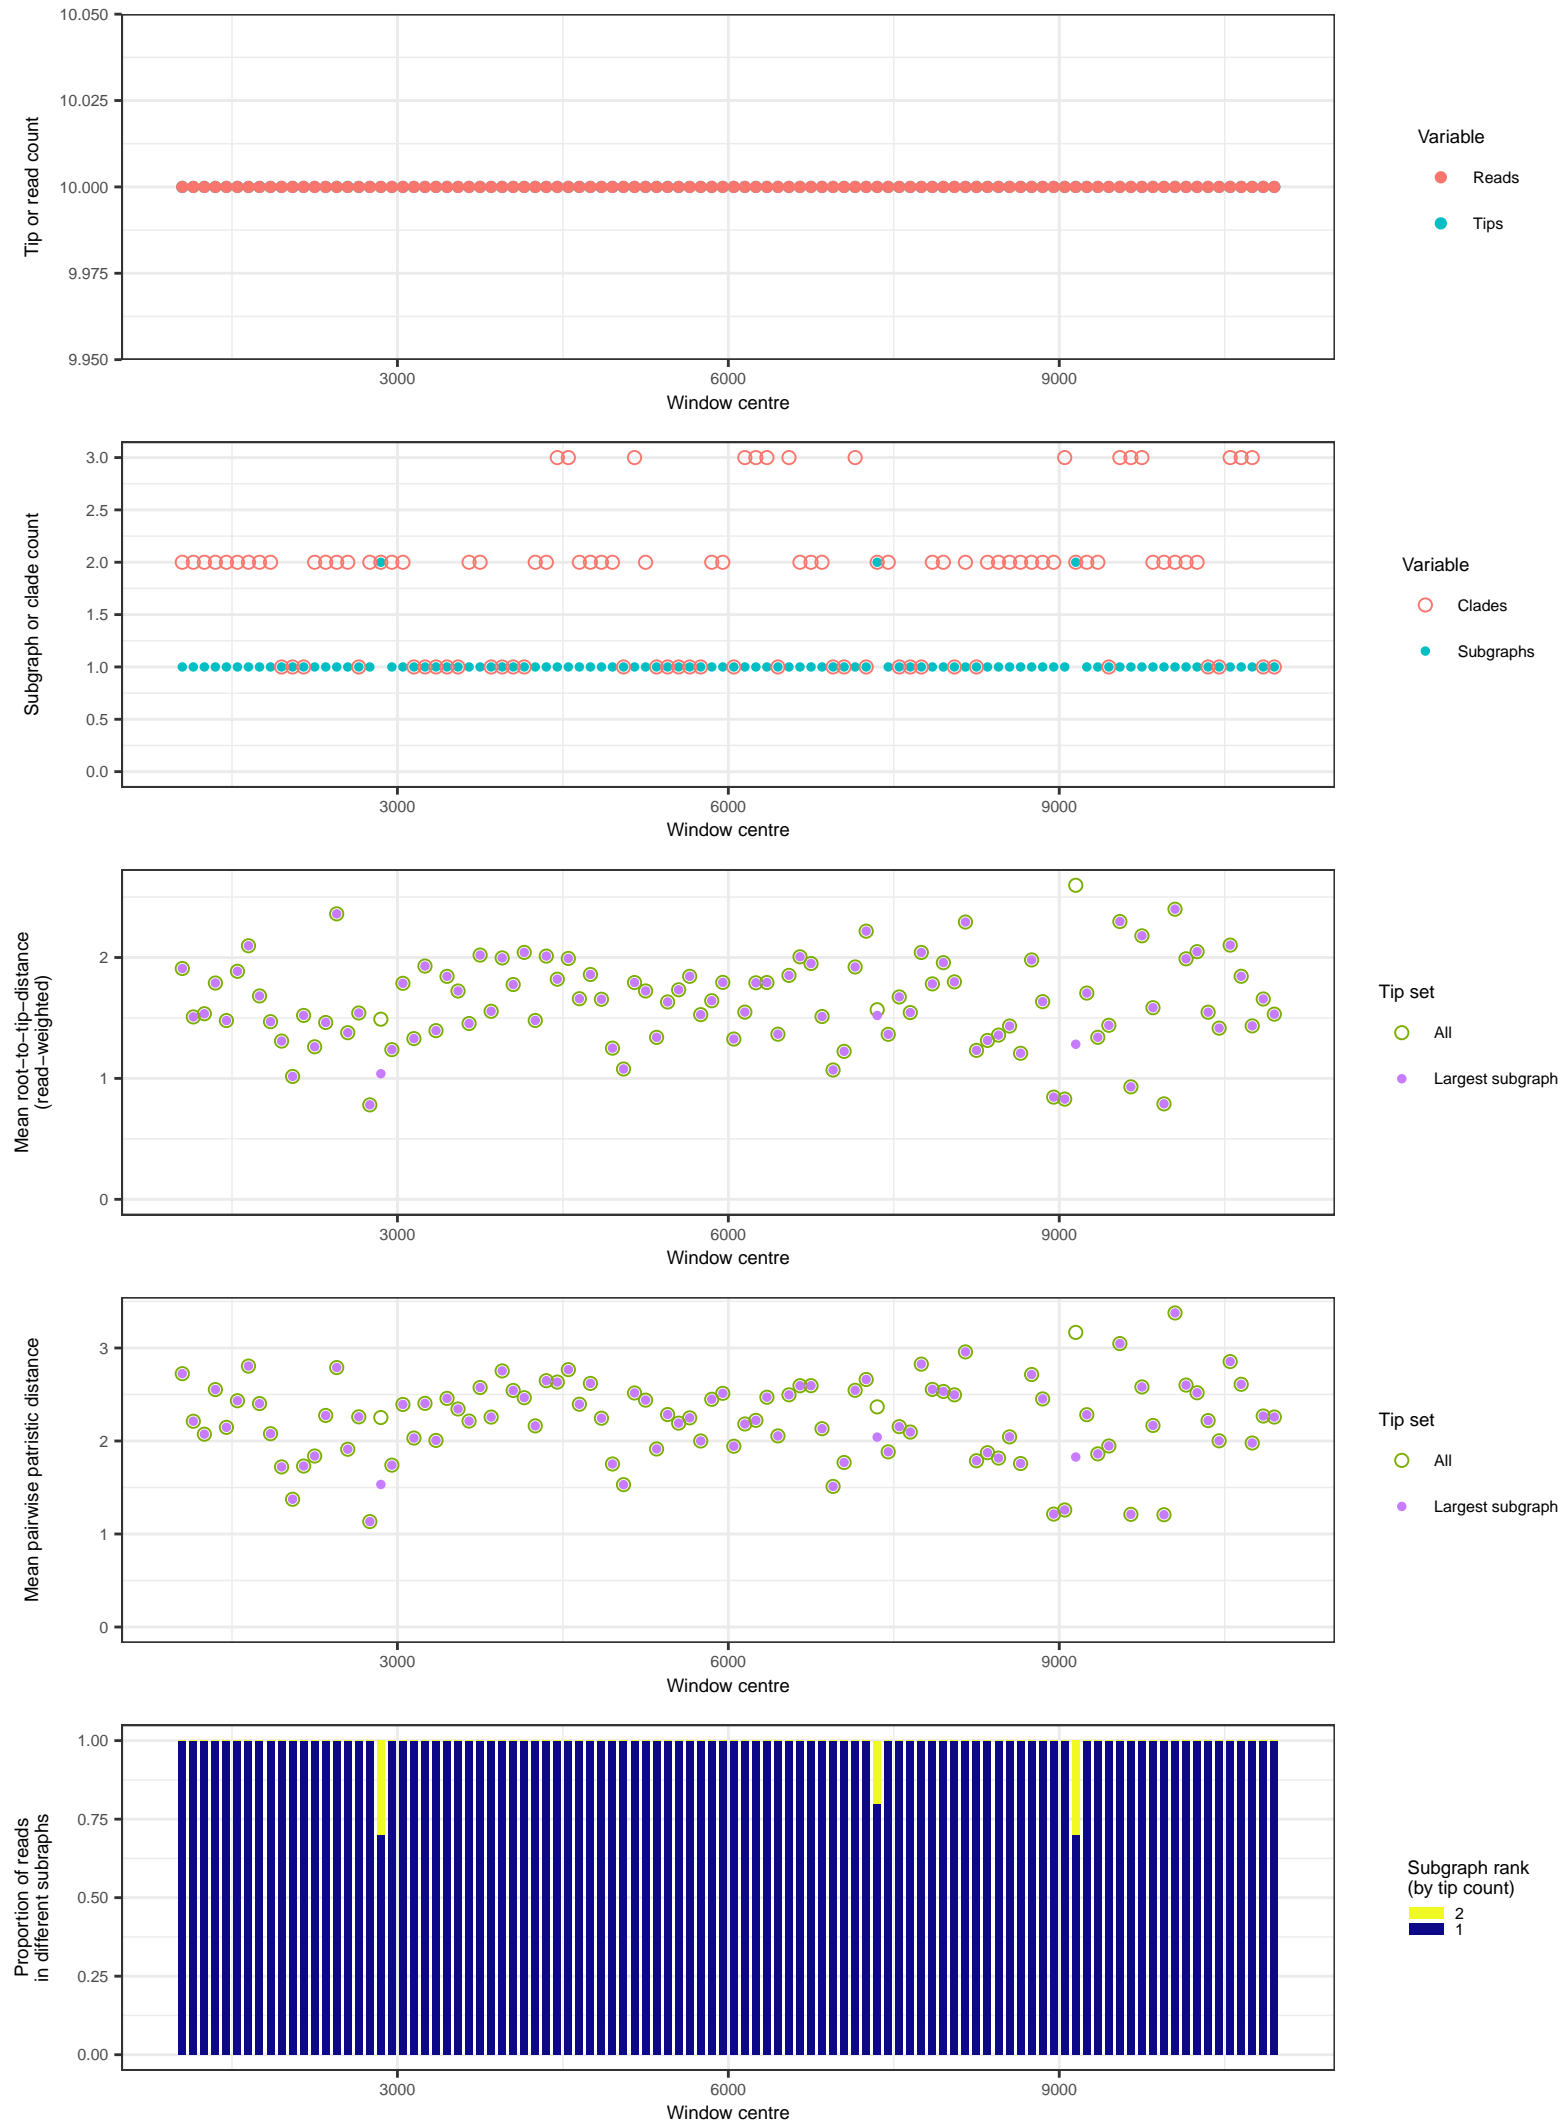 10.050
10.025
10.000
9.975
9.950
Tip or read count
3000
6000
9000
Window centre
Variable
Reads
Tips
3.0
2.5
2.0
1.5
1.0
0.5
0.0
Subgraph or clade count
3000
6000
9000
Window centre
Variable
Clades
Subgraphs
2
1
0
Mean root−to−tip−distance
(read−weighted)
3000
6000
9000
Window centre
Tip set
All
Largest subgraph
3
2
1
0
Mean pairwise patristic distance
3000
6000
9000
Window centre
Tip set
All
Largest subgraph
1.00
0.75
0.50
0.25
0.00
Proportion of reads
in different subraphs
3000
6000
9000
Window centre
Subgraph rank
(by tip count)
2
1